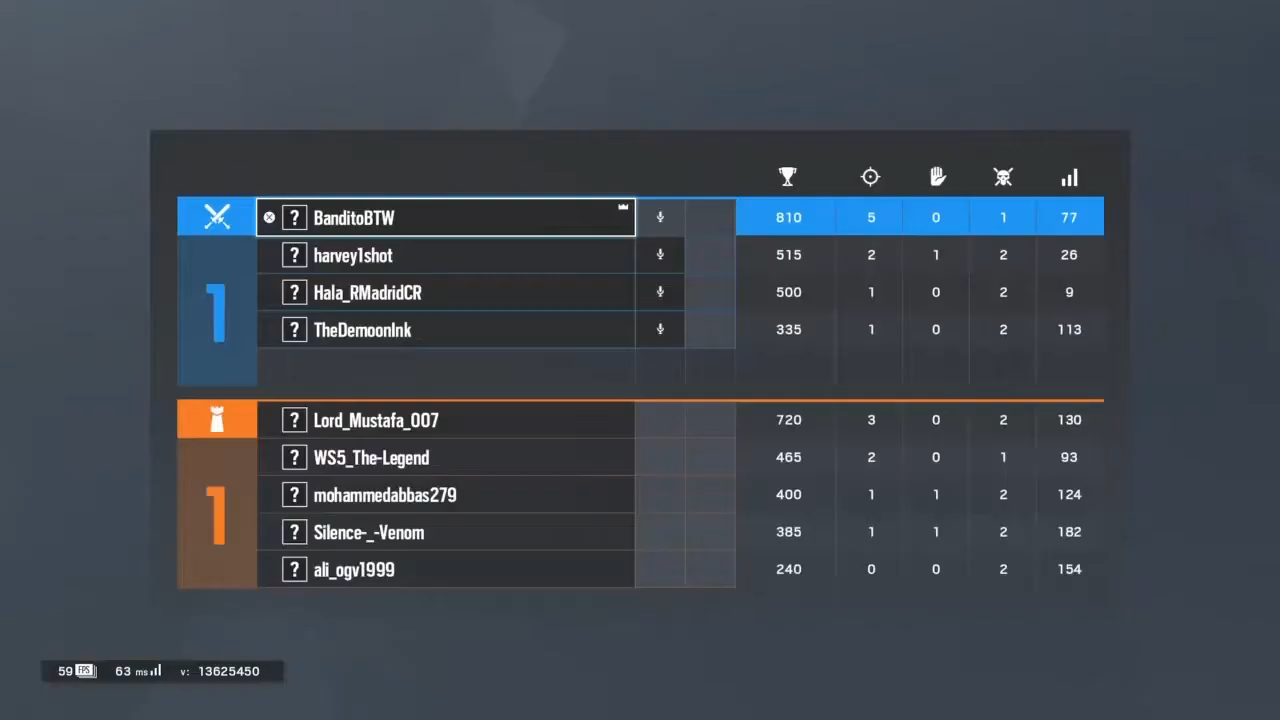 ? BanditoBTW 810 5 0 1 77
? harvey1shot 515 2 1 2 26
1
? Hala_RMadridCR 500 1 0 2 9
? TheDemoonInk 335 1 0 2 113
? Lord_Mustafa_007 720 3 0 2 130
? WS5_The-Legend 465 2 0 1 93
1
? mohammedabbas279 400 1 1 2 124
? Silence-_-Venom 385 1 1 2 182
? ali_ogv1999 240 0 0 2 154
59 FPS 63 ms v: 13625450